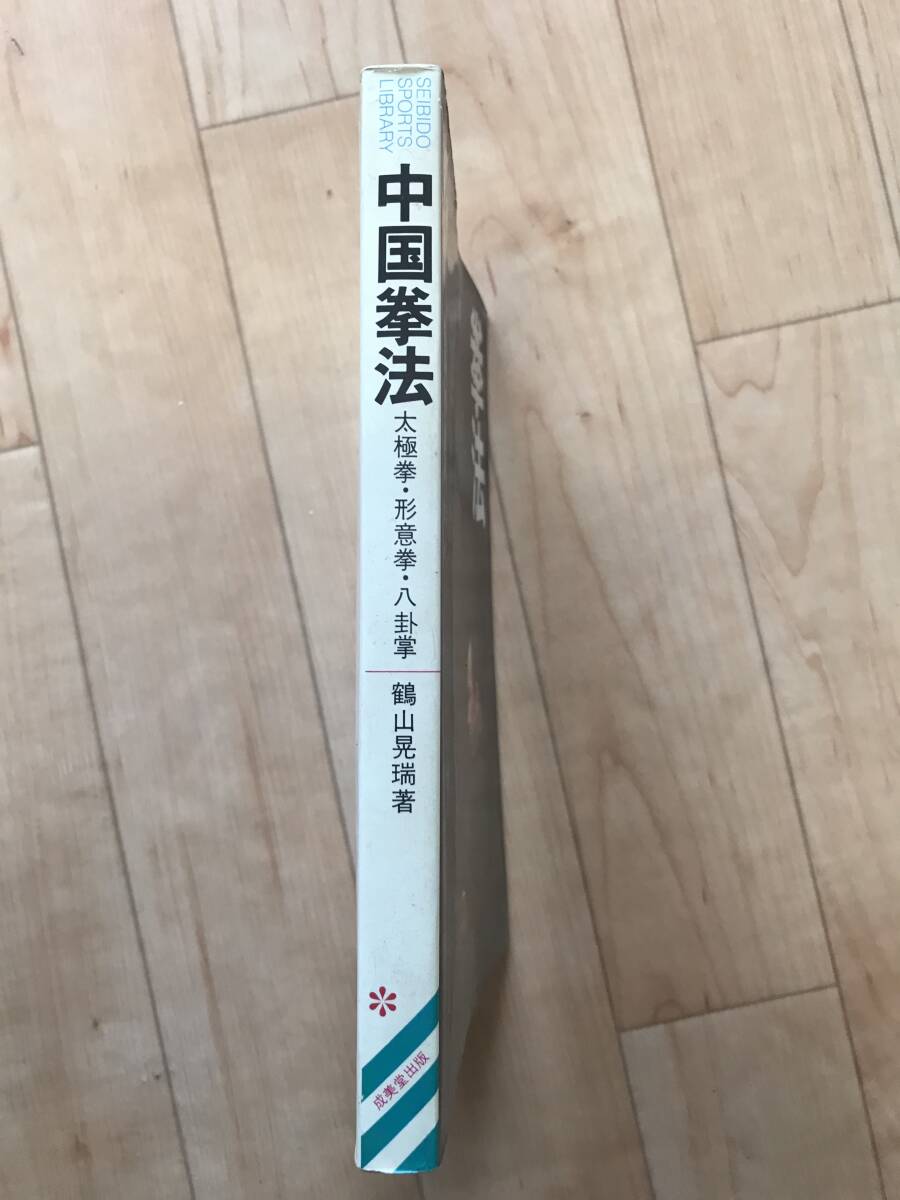 SEIBIDO
SPORTS
LIBRARY
中国拳法
太極拳・形意拳・八卦掌
鶴山晃瑞著
成美堂出版